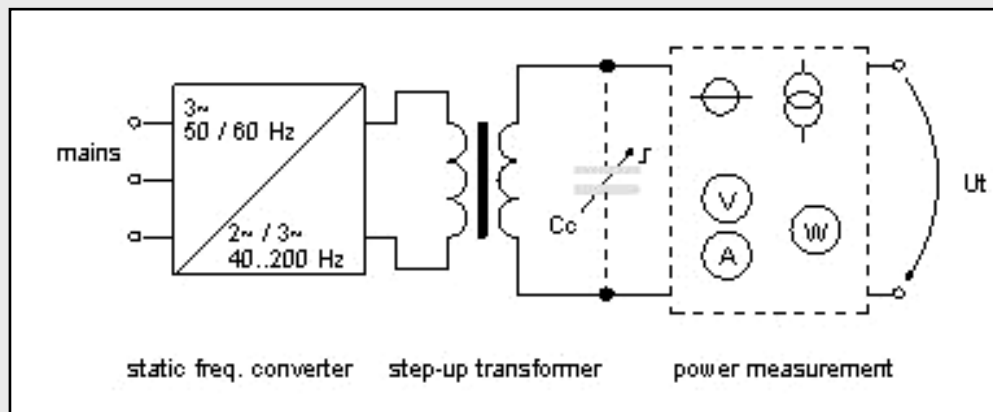 3~
50 / 60 Hz
mains
2~ / 3~
40..200 Hz
Cc
V
A
W
Ut
static freq. converter
step-up transformer
power measurement